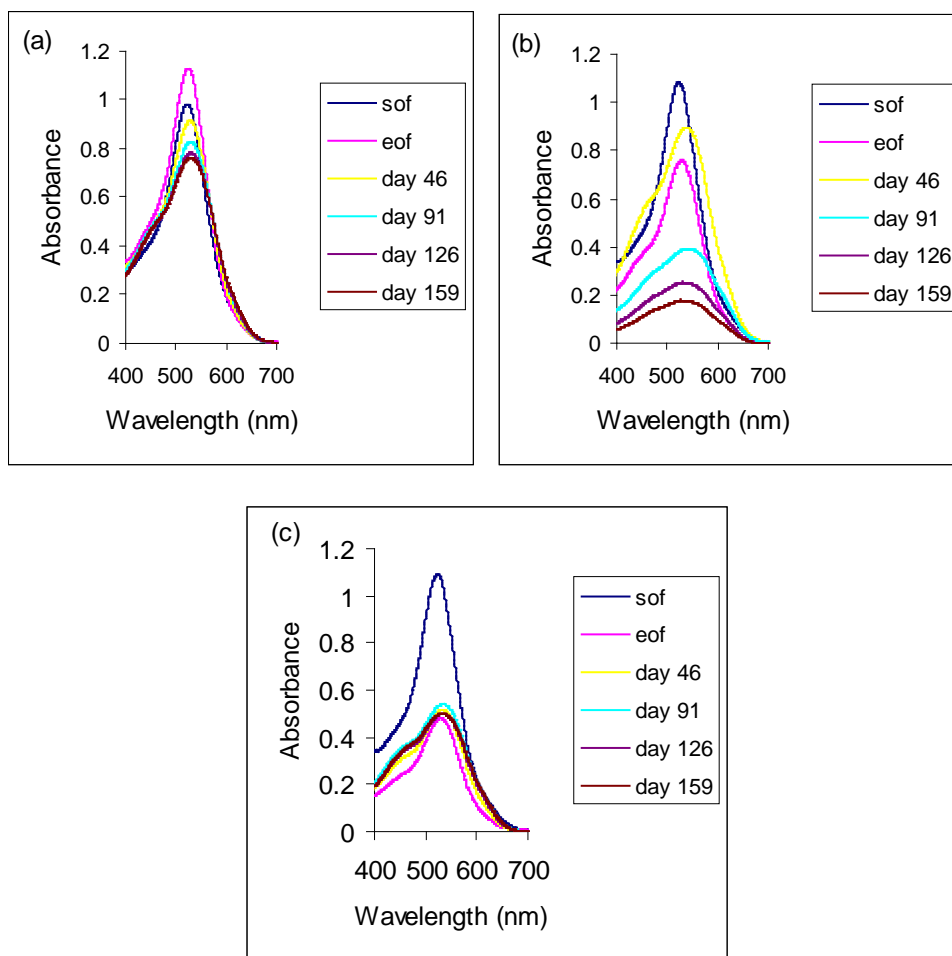 (a)
1.2
1
0.8
0.6
0.4
0.2
0
Absorbance
400 500 600 700
Wavelength (nm)
sof
eof
day 46
day 91
day 126
day 159
(b)
1.2
1
0.8
0.6
0.4
0.2
0
Absorbance
400 500 600 700
Wavelength (nm)
sof
eof
day 46
day 91
day 126
day 159
(c)
1.2
1
0.8
0.6
0.4
0.2
0
Absorbance
400 500 600 700
Wavelength (nm)
sof
eof
day 46
day 91
day 126
day 159